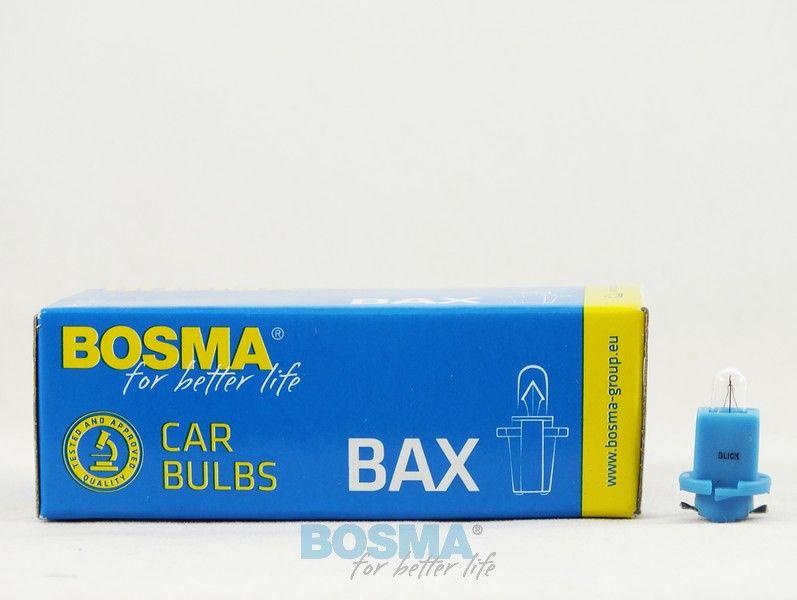 BAX
BOSMA®
for better life
TESTED AND APPROVED
QUALITY
CAR
BULBS
BAX
www.bosma-group.eu
BOSMA®
for better life